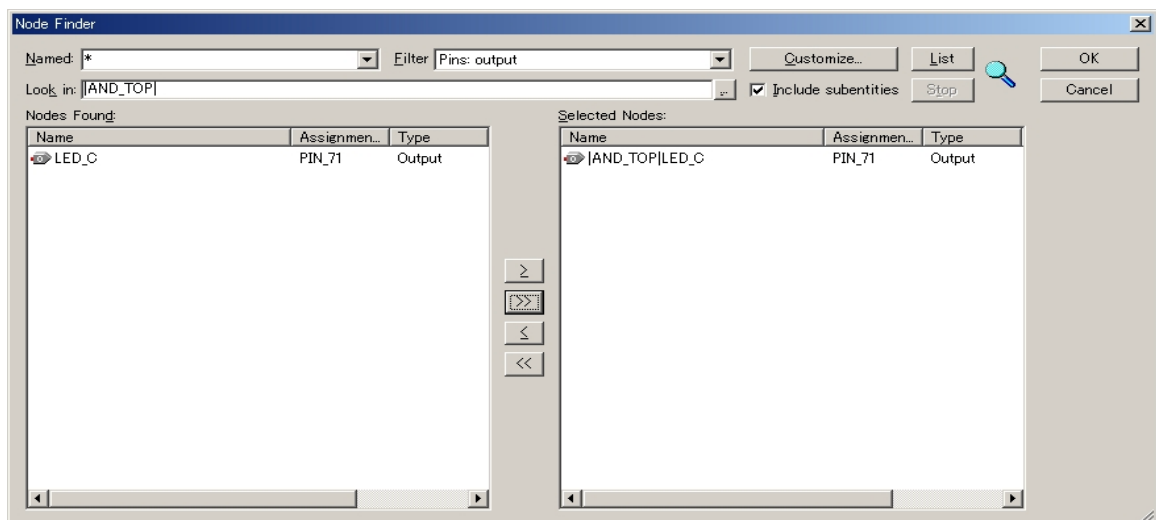 Node Finder
Named: * Filter Pins: output Customize... List OK
Look in: |AND_TOP| ... Include subentities Stop Cancel
Nodes Found: Selected Nodes:
Name Assignmen... Type Name Assignmen... Type
LED_C PIN_71 Output |AND_TOP|LED_C PIN_71 Output
>
>>
<
<<